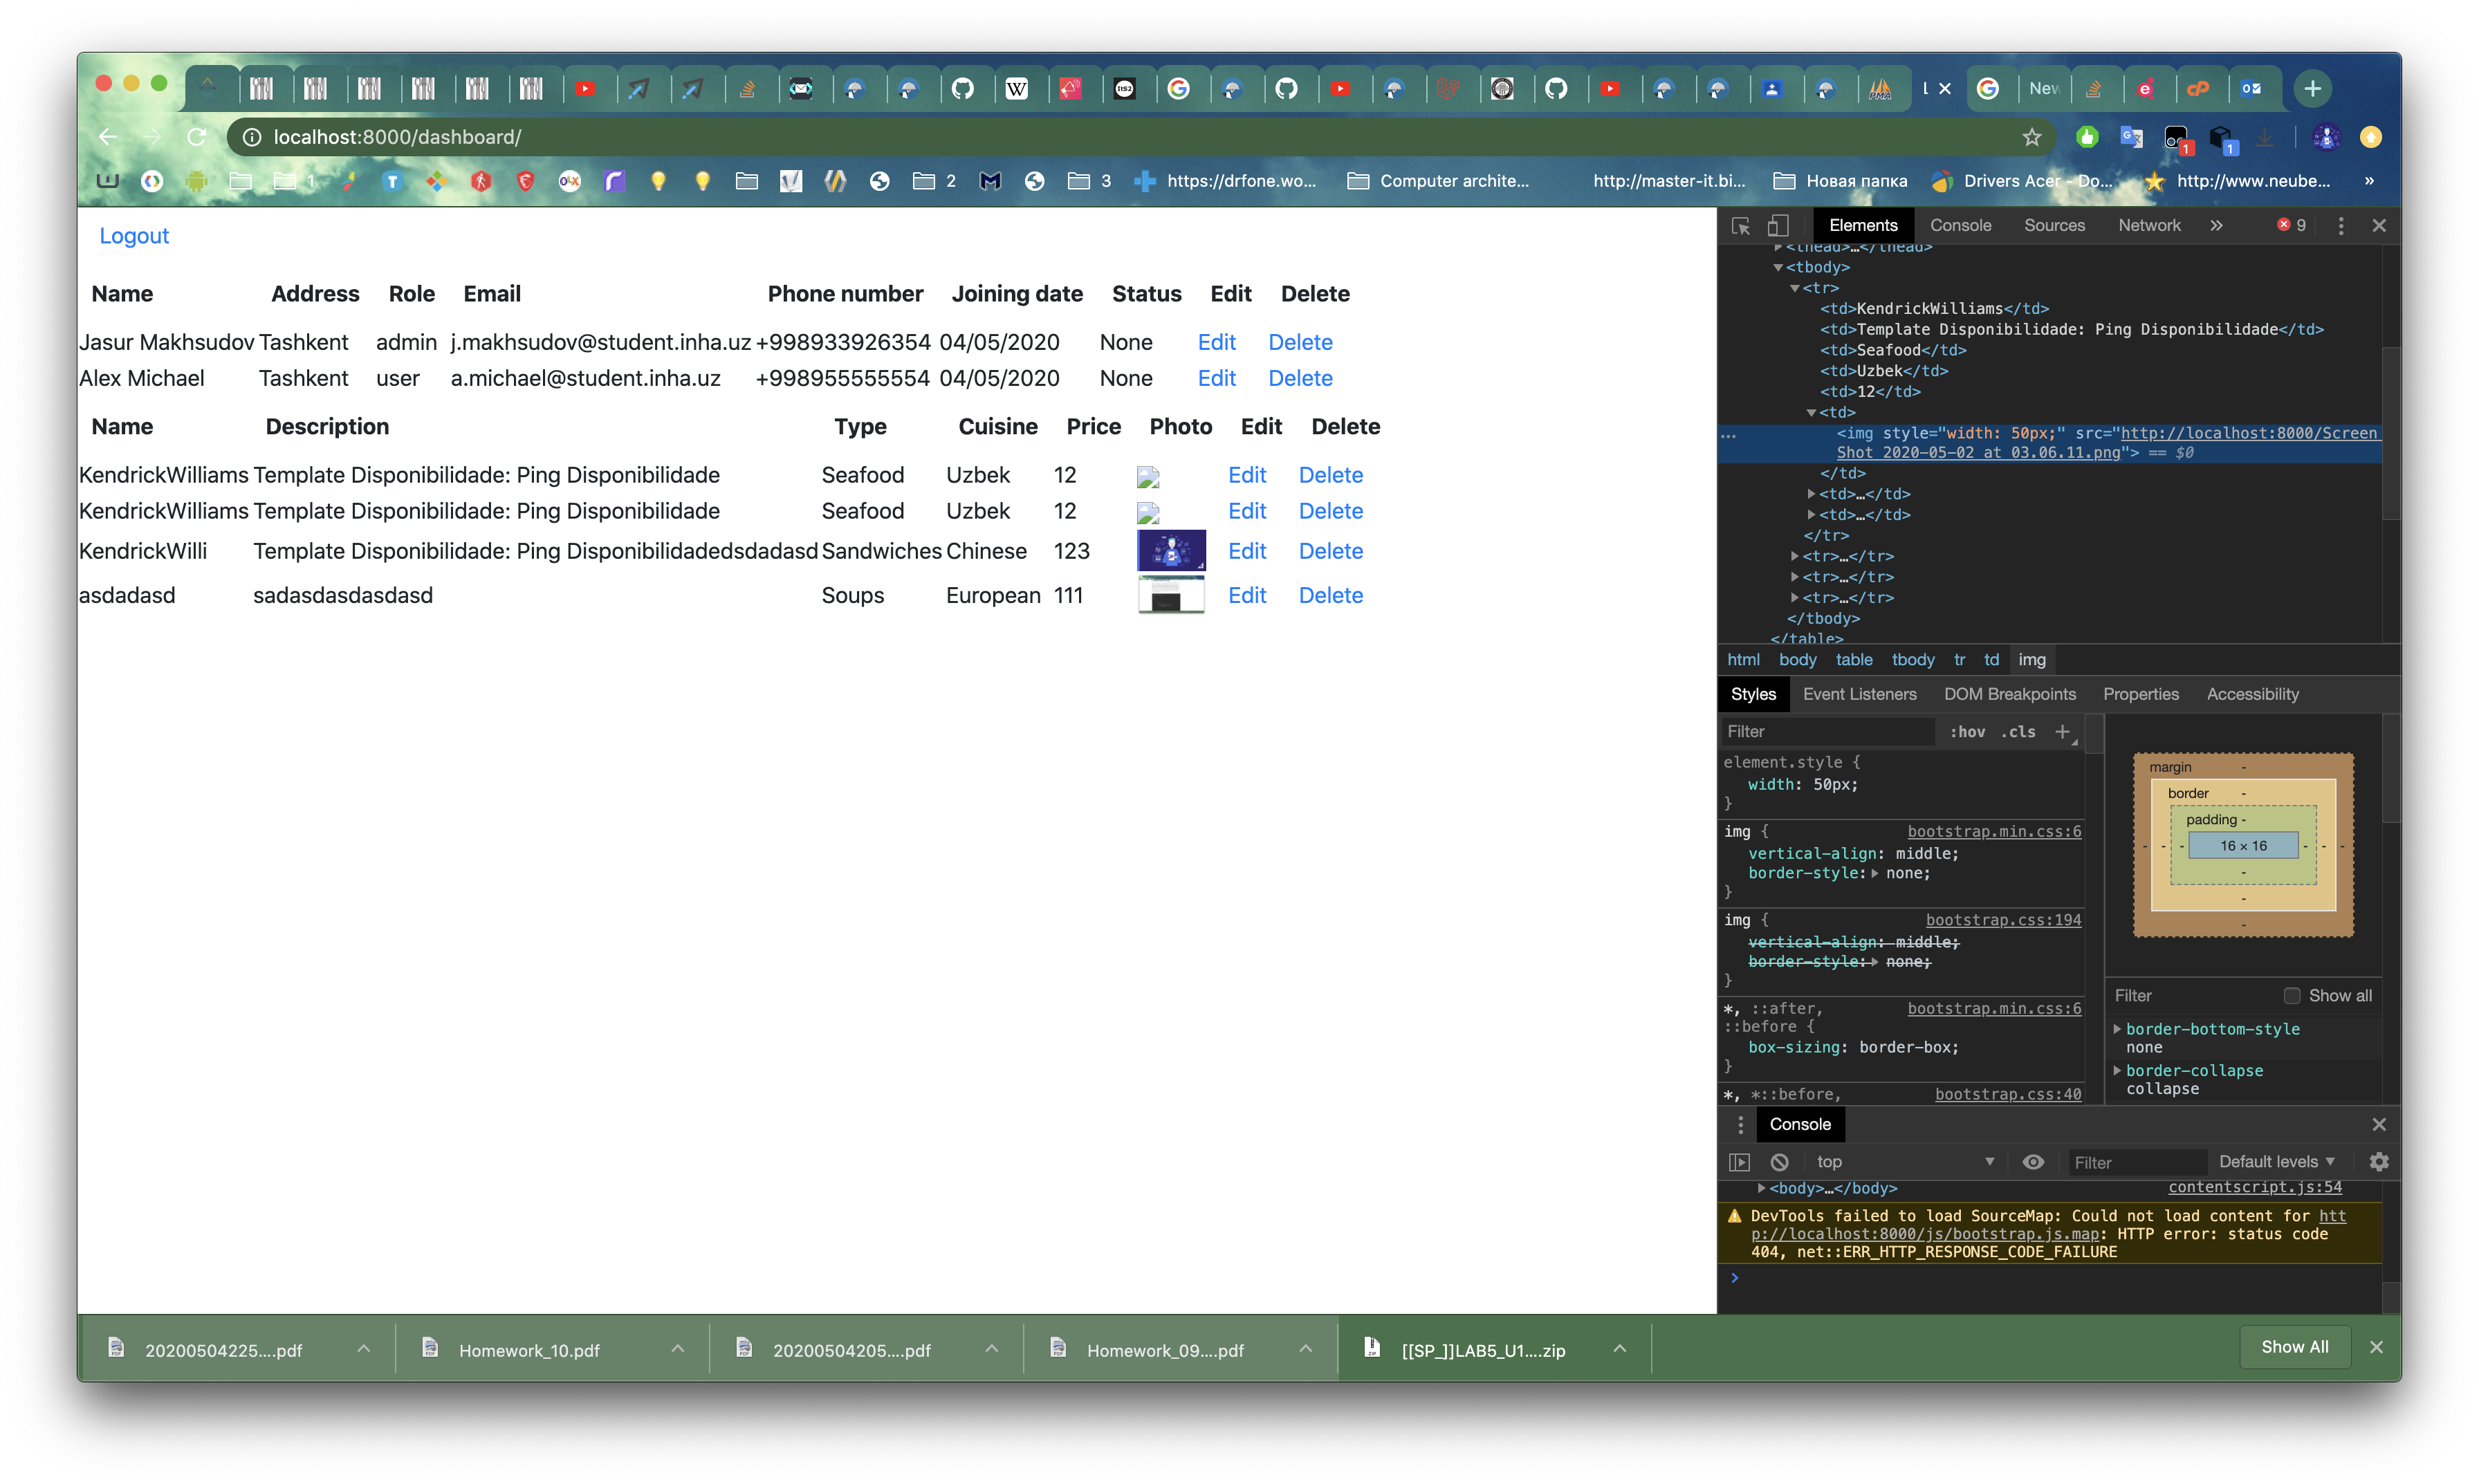 L
New
localhost:8000/dashboard/
1
1
1
2
3
https://drfone.wo...
Computer archite...
http://master-it.bi...
Новая папка
Drivers Acer - Do...
http://www.neube...
»
Logout
Name Address Role Email Phone number Joining date Status Edit Delete
Jasur Makhsudov Tashkent admin j.makhsudov@student.inha.uz +998933926354 04/05/2020 None Edit Delete
Alex Michael Tashkent user a.michael@student.inha.uz +998955555554 04/05/2020 None Edit Delete
Name Description Type Cuisine Price Photo Edit Delete
KendrickWilliams Template Disponibilidade: Ping Disponibilidade Seafood Uzbek 12 Edit Delete
KendrickWilliams Template Disponibilidade: Ping Disponibilidade Seafood Uzbek 12 Edit Delete
KendrickWilli Template Disponibilidade: Ping Disponibilidadedsdadasd Sandwiches Chinese 123 Edit Delete
asdadasd sadasdasdasdasd Soups European 111 Edit Delete
Elements Console Sources Network » 9
<thead>…</thead>
<tbody>
<tr>
<td>KendrickWilliams</td>
<td>Template Disponibilidade: Ping Disponibilidade</td>
<td>Seafood</td>
<td>Uzbek</td>
<td>12</td>
<td>
<img style="width: 50px;" src="http://localhost:8000/Screen
Shot 2020-05-02 at 03.06.11.png"> == $0
</td>
<td>…</td>
<td>…</td>
</tr>
<tr>…</tr>
<tr>…</tr>
<tr>…</tr>
</tbody>
</table>
html body table tbody tr td img
Styles Event Listeners DOM Breakpoints Properties Accessibility
Filter :hov .cls +
element.style {
width: 50px;
}
img { bootstrap.min.css:6
vertical-align: middle;
border-style: none;
}
img { bootstrap.css:194
vertical-align: middle;
border-style: none;
}
*, ::after, bootstrap.min.css:6
::before {
box-sizing: border-box;
}
*, *::before, bootstrap.css:40
margin -
border -
padding -
- - - 16 × 16 - - -
-
-
-
Filter Show all
border-bottom-style
none
border-collapse
collapse
Console
top Filter Default levels
<body>…</body> contentscript.js:54
DevTools failed to load SourceMap: Could not load content for htt
p://localhost:8000/js/bootstrap.js.map: HTTP error: status code
404, net::ERR_HTTP_RESPONSE_CODE_FAILURE
20200504225....pdf
Homework_10.pdf
20200504205....pdf
Homework_09....pdf
[[SP_]]LAB5_U1....zip
Show All